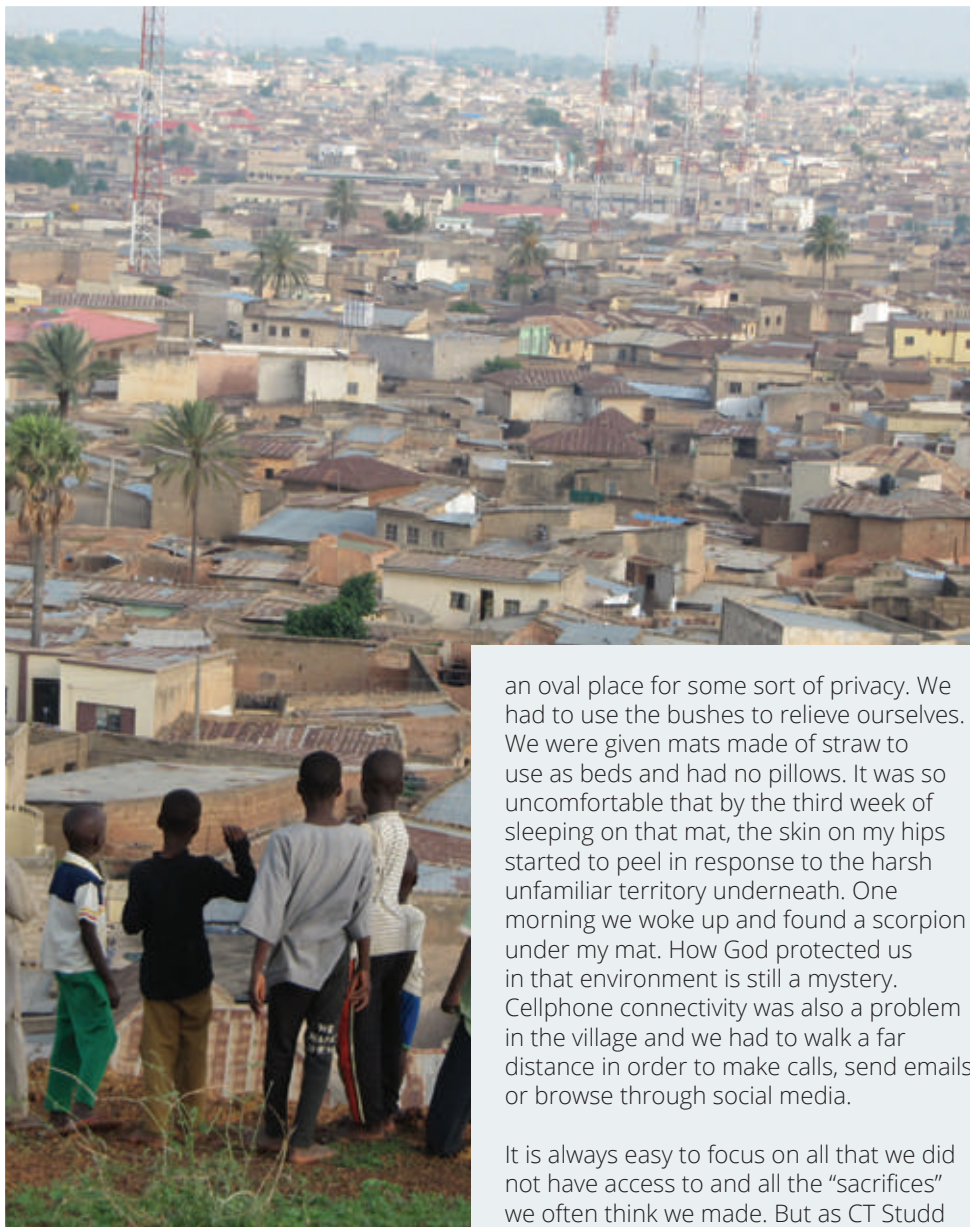 an oval place for some sort of privacy. We
had to use the bushes to relieve ourselves.
We were given mats made of straw to
use as beds and had no pillows. It was so
uncomfortable that by the third week of
sleeping on that mat, the skin on my hips
started to peel in response to the harsh
unfamiliar territory underneath. One
morning we woke up and found a scorpion
under my mat. How God protected us
in that environment is still a mystery.
Cellphone connectivity was also a problem
in the village and we had to walk a far
distance in order to make calls, send emails
or browse through social media.

It is always easy to focus on all that we did
not have access to and all the “sacrifices”
we often think we made. But as CT Studd